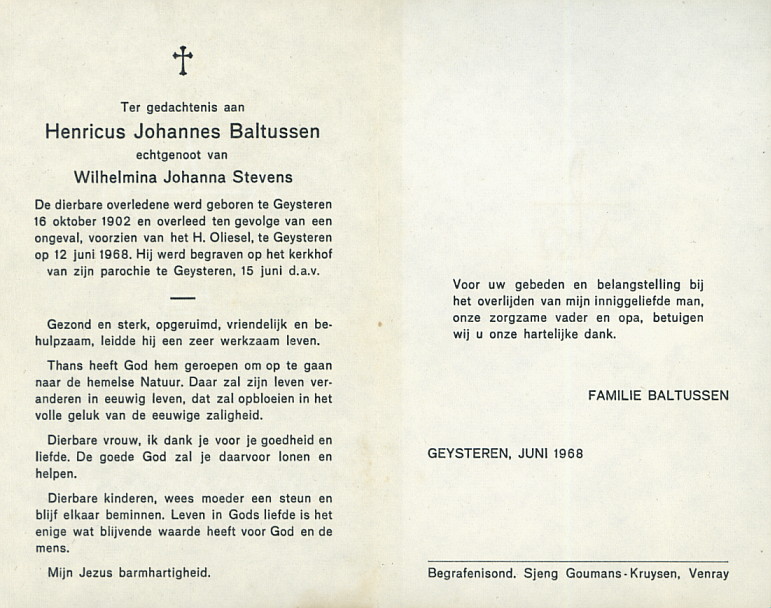 Ter gedachtenis aan
Henricus Johannes Baltussen
echtgenoot van
Wilhelmina Johanna Stevens
De dierbare overledene werd geboren te Geysteren
16 oktober 1902 en overleed ten gevolge van een
ongeval, voorzien van het H. Oliesel, te Geysteren
op 12 juni 1968. Hij werd begraven op het kerkhof
van zijn parochie te Geysteren, 15 juni d.a.v.
Gezond en sterk, opgeruimd, vriendelijk en be-
hulpzaam, leidde hij een zeer werkzaam leven.
Thans heeft God hem geroepen om op te gaan
naar de hemelse Natuur. Daar zal zijn leven ver-
anderen in eeuwig leven, dat zal opbloeien in het
volle geluk van de eeuwige zaligheid.
Dierbare vrouw, ik dank je voor je goedheid en
liefde. De goede God zal je daarvoor lonen en
helpen.
Dierbare kinderen, wees moeder een steun en
blijf elkaar beminnen. Leven in Gods liefde is het
enige wat blijvende waarde heeft voor God en de
mens.
Mijn Jezus barmhartigheid.
Voor uw gebeden en belangstelling bij
het overlijden van mijn inniggeliefde man,
onze zorgzame vader en opa, betuigen
wij u onze hartelijke dank.
FAMILIE BALTUSSEN
GEYSTEREN, JUNI 1968
Begrafenisond. Sjeng Goumans-Kruysen, Venray